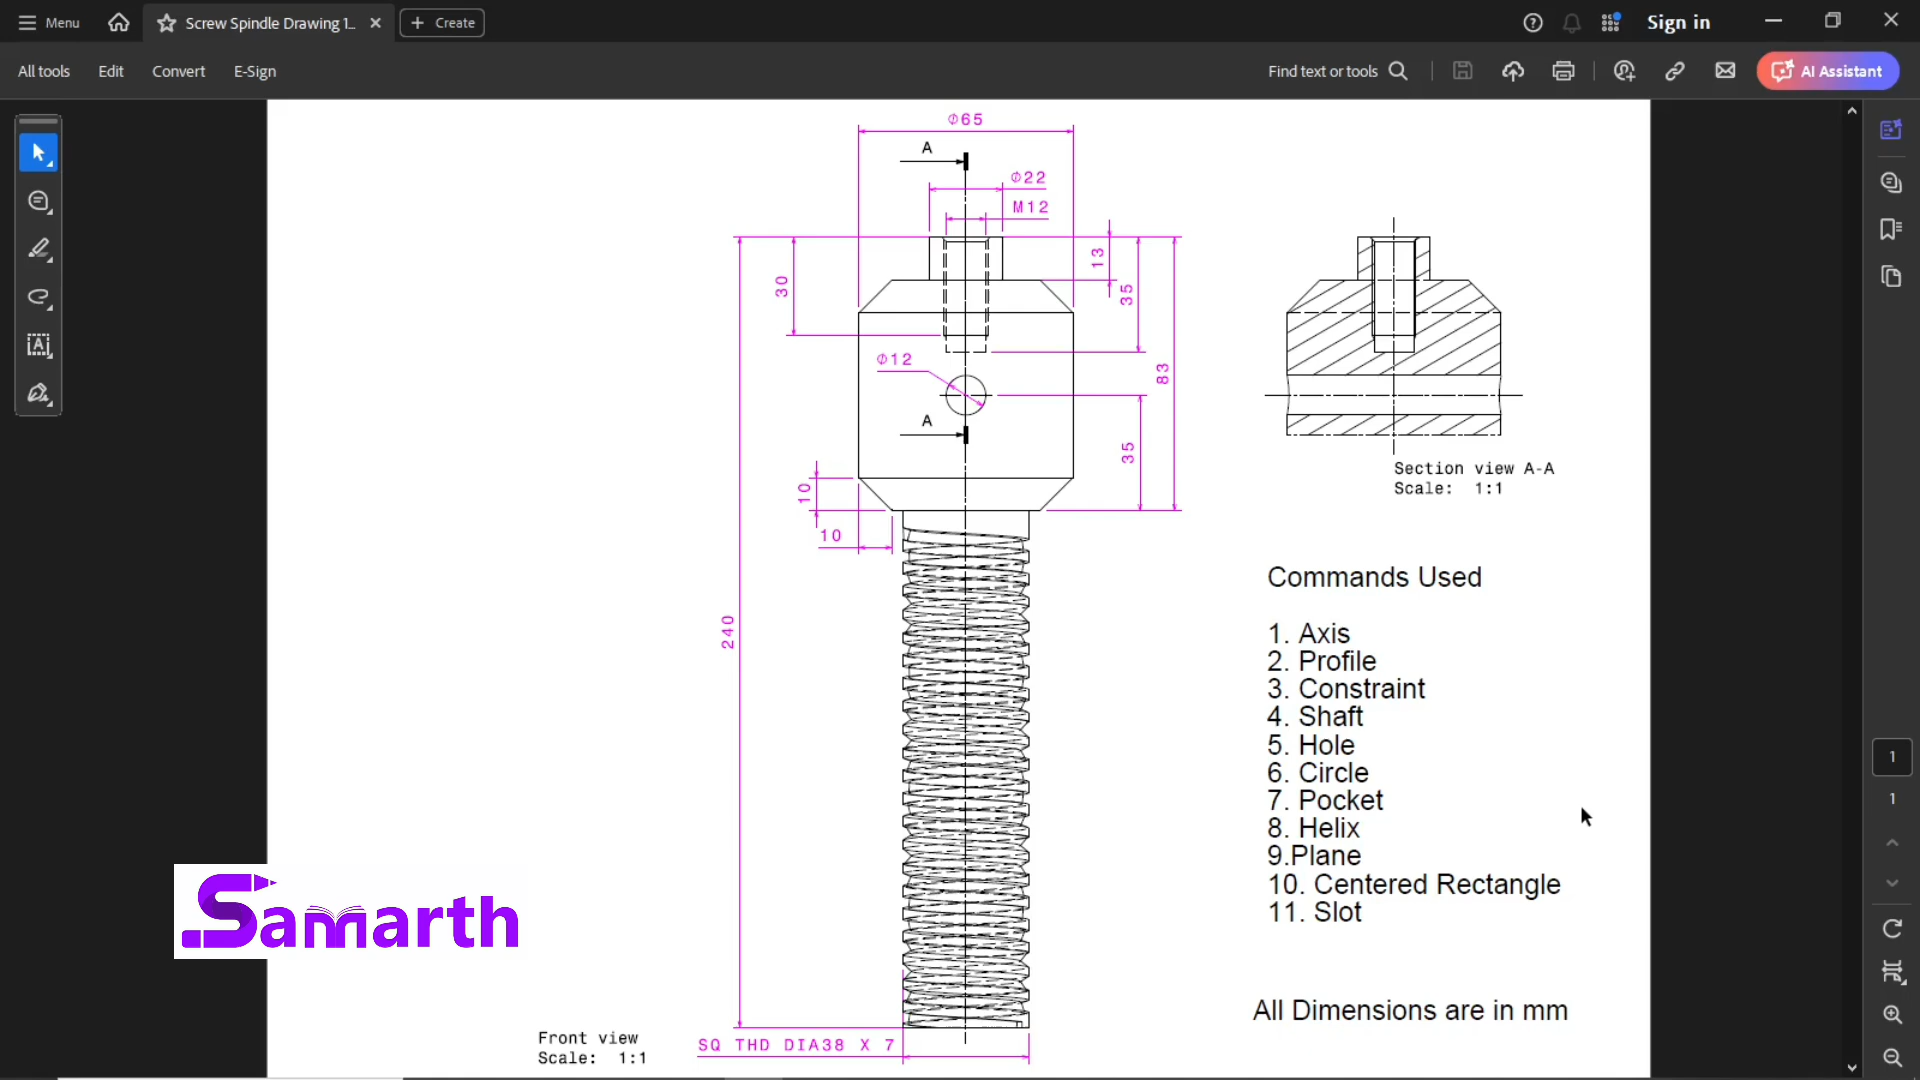 Menu
Screw Spindle Drawing 1...
Create
Sign in
All tools
Edit
Convert
E-Sign
Find text or tools
AI Assistant
Φ65
A
Φ22
M12
30
13
35
83
Φ12
A
35
10
10
240
SQ THD DIA38 X 7
Front view
Scale: 1:1
Section view A-A
Scale: 1:1
Commands Used
1. Axis
2. Profile
3. Constraint
4. Shaft
5. Hole
6. Circle
7. Pocket
8. Helix
9.Plane
10. Centered Rectangle
11. Slot
All Dimensions are in mm
Samarth
1
1